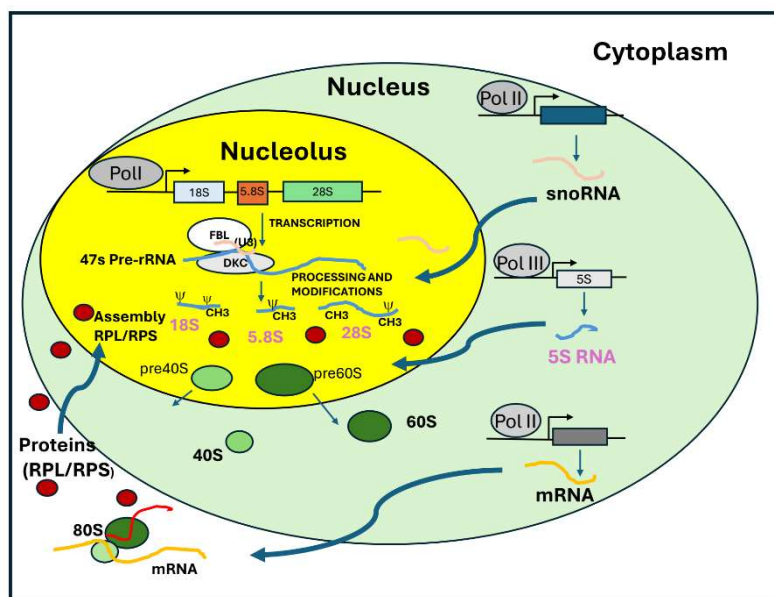 Cytoplasm
Nucleus
Pol II
Nucleolus
snoRNA
PolI
18S
5.8S
28S
TRANSCRIPTION
FBL
(U3)
47s Pre-rRNA
DKC
PROCESSING AND
MODIFICATIONS
Pol III
5S
5S RNA
Ψ
Ψ
CH3
18S
Ψ
CH3
5.8S
Ψ
CH3
CH3
28S
Assembly
RPL/RPS
pre40S
pre60S
40S
60S
Pol II
mRNA
Proteins
(RPL/RPS)
80S
mRNA